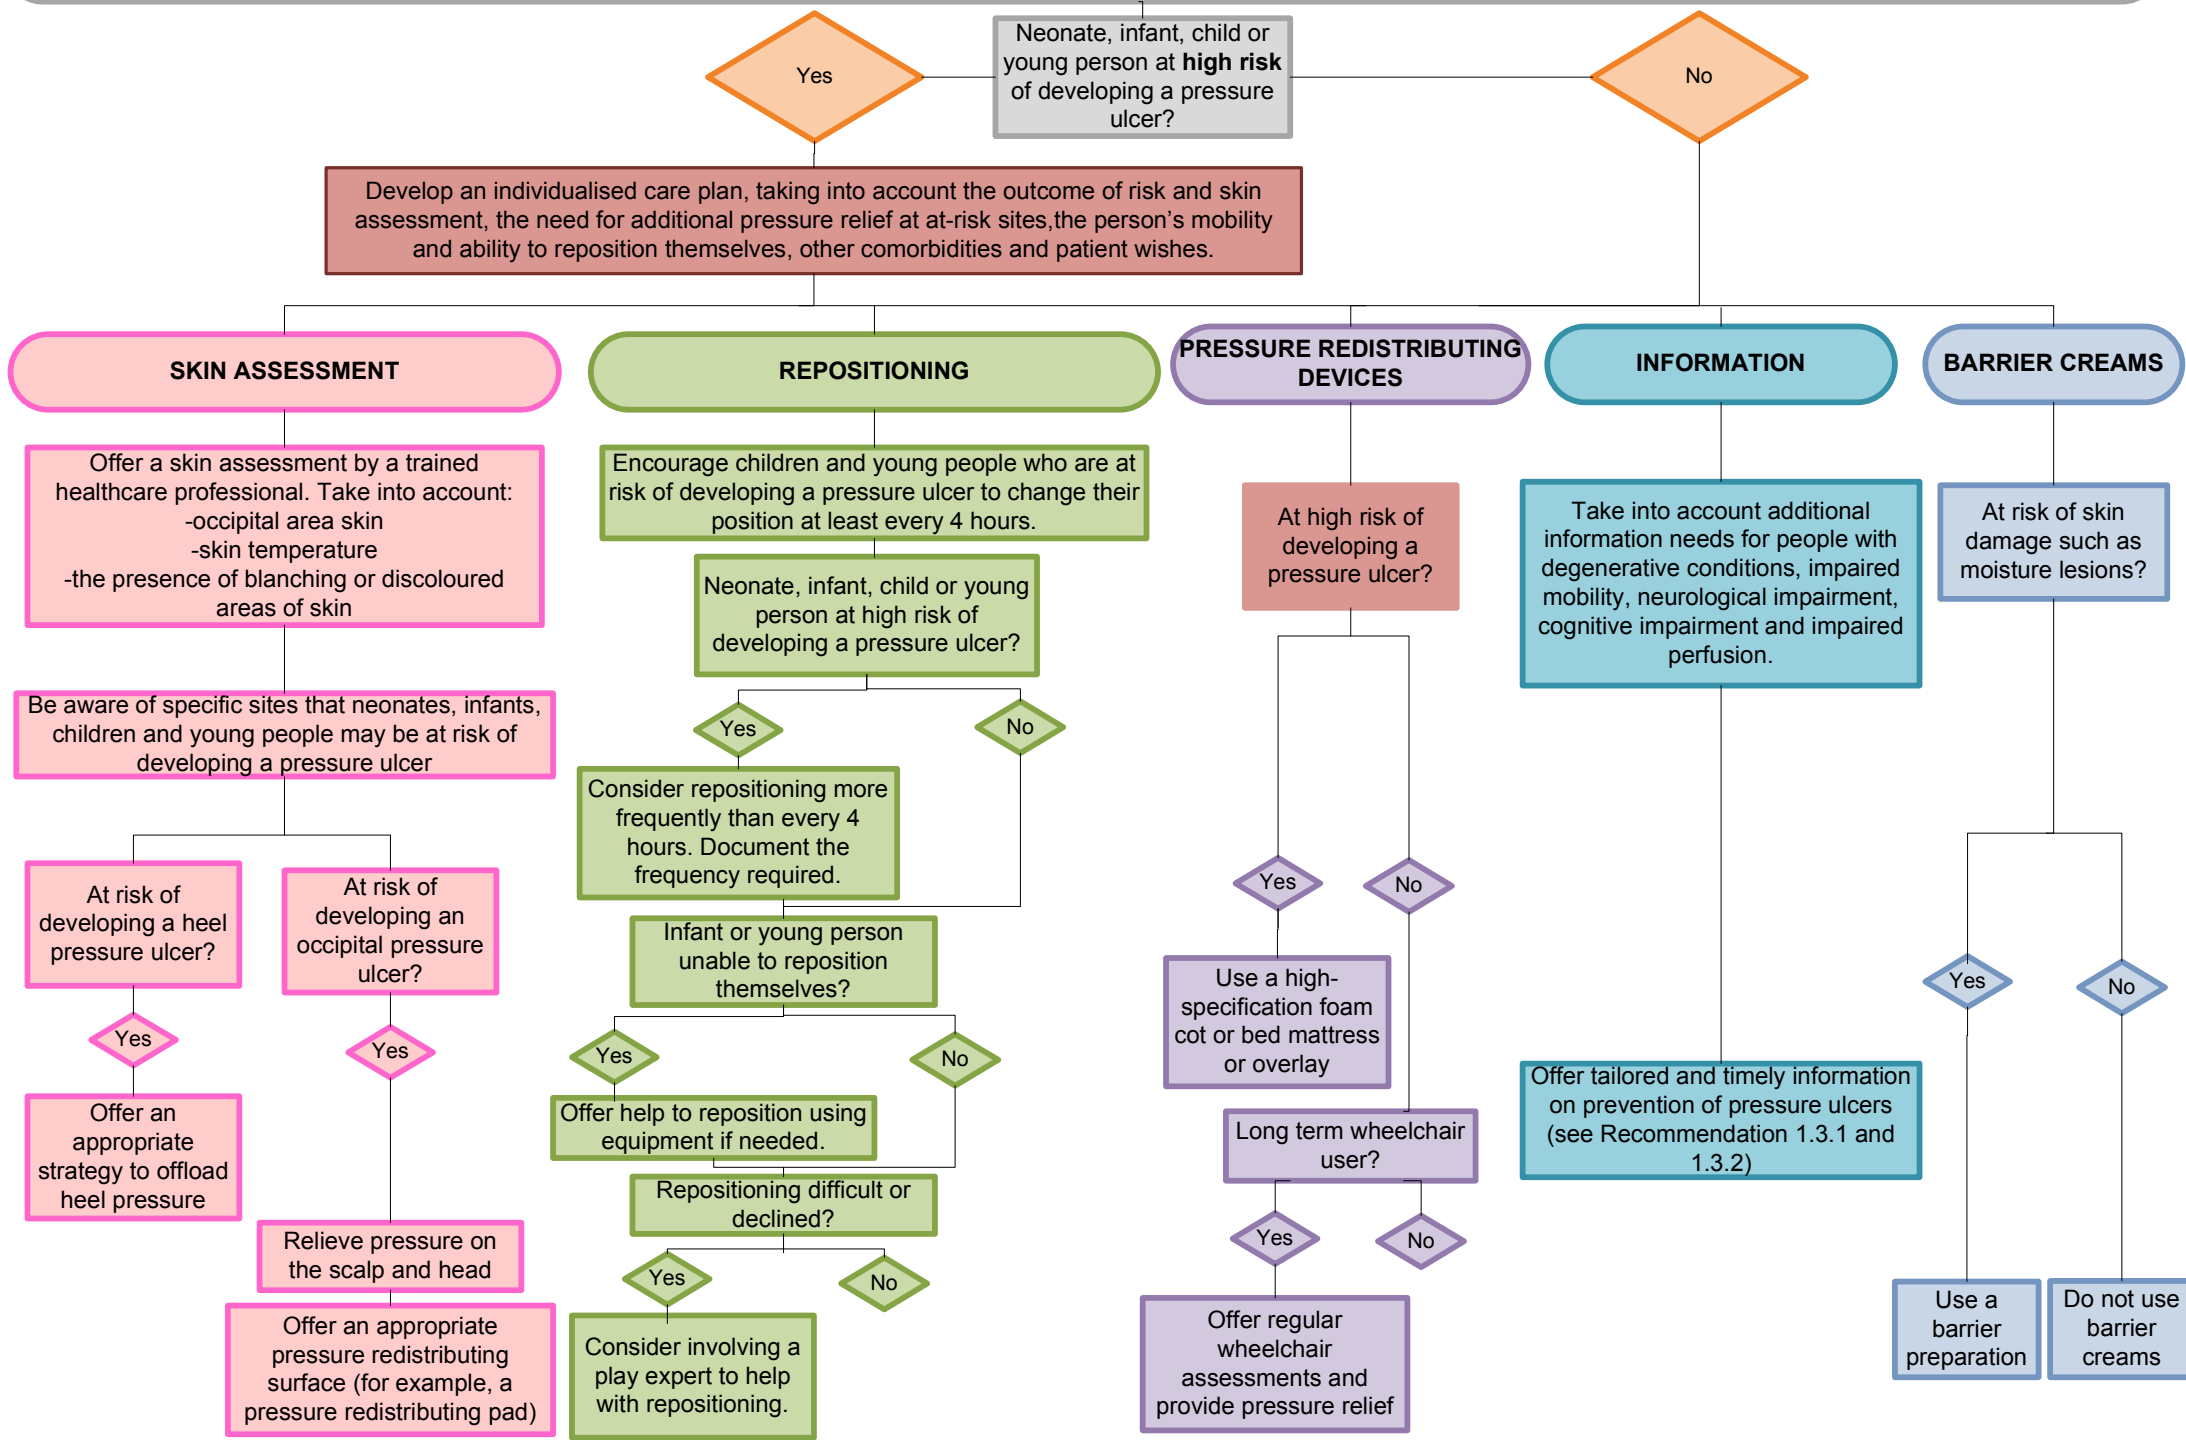 Neonate, infant, child or
young person at high risk
of developing a pressure
ulcer?
Yes
No
Develop an individualised care plan, taking into account the outcome of risk and skin
assessment, the need for additional pressure relief at at-risk sites,the person’s mobility
and ability to reposition themselves, other comorbidities and patient wishes.
SKIN ASSESSMENT
Offer a skin assessment by a trained
healthcare professional. Take into account:
-occipital area skin
-skin temperature
-the presence of blanching or discoloured
areas of skin
Be aware of specific sites that neonates, infants,
children and young people may be at risk of
developing a pressure ulcer
At risk of
developing a heel
pressure ulcer?
Yes
Offer an
appropriate
strategy to offload
heel pressure
At risk of
developing an
occipital pressure
ulcer?
Yes
Relieve pressure on
the scalp and head
Offer an appropriate
pressure redistributing
surface (for example, a
pressure redistributing pad)
REPOSITIONING
Encourage children and young people who are at
risk of developing a pressure ulcer to change their
position at least every 4 hours.
Neonate, infant, child or young
person at high risk of
developing a pressure ulcer?
Yes
No
Consider repositioning more
frequently than every 4
hours. Document the
frequency required.
Infant or young person
unable to reposition
themselves?
Yes
No
Offer help to reposition using
equipment if needed.
Repositioning difficult or
declined?
Yes
No
Consider involving a
play expert to help
with repositioning.
PRESSURE REDISTRIBUTING
DEVICES
At high risk of
developing a
pressure ulcer?
Yes
No
Use a high-
specification foam
cot or bed mattress
or overlay
Long term wheelchair
user?
Yes
No
Offer regular
wheelchair
assessments and
provide pressure relief
INFORMATION
Take into account additional
information needs for people with
degenerative conditions, impaired
mobility, neurological impairment,
cognitive impairment and impaired
perfusion.
Offer tailored and timely information
on prevention of pressure ulcers
(see Recommendation 1.3.1 and
1.3.2)
BARRIER CREAMS
At risk of skin
damage such as
moisture lesions?
Yes
No
Use a
barrier
preparation
Do not use
barrier
creams